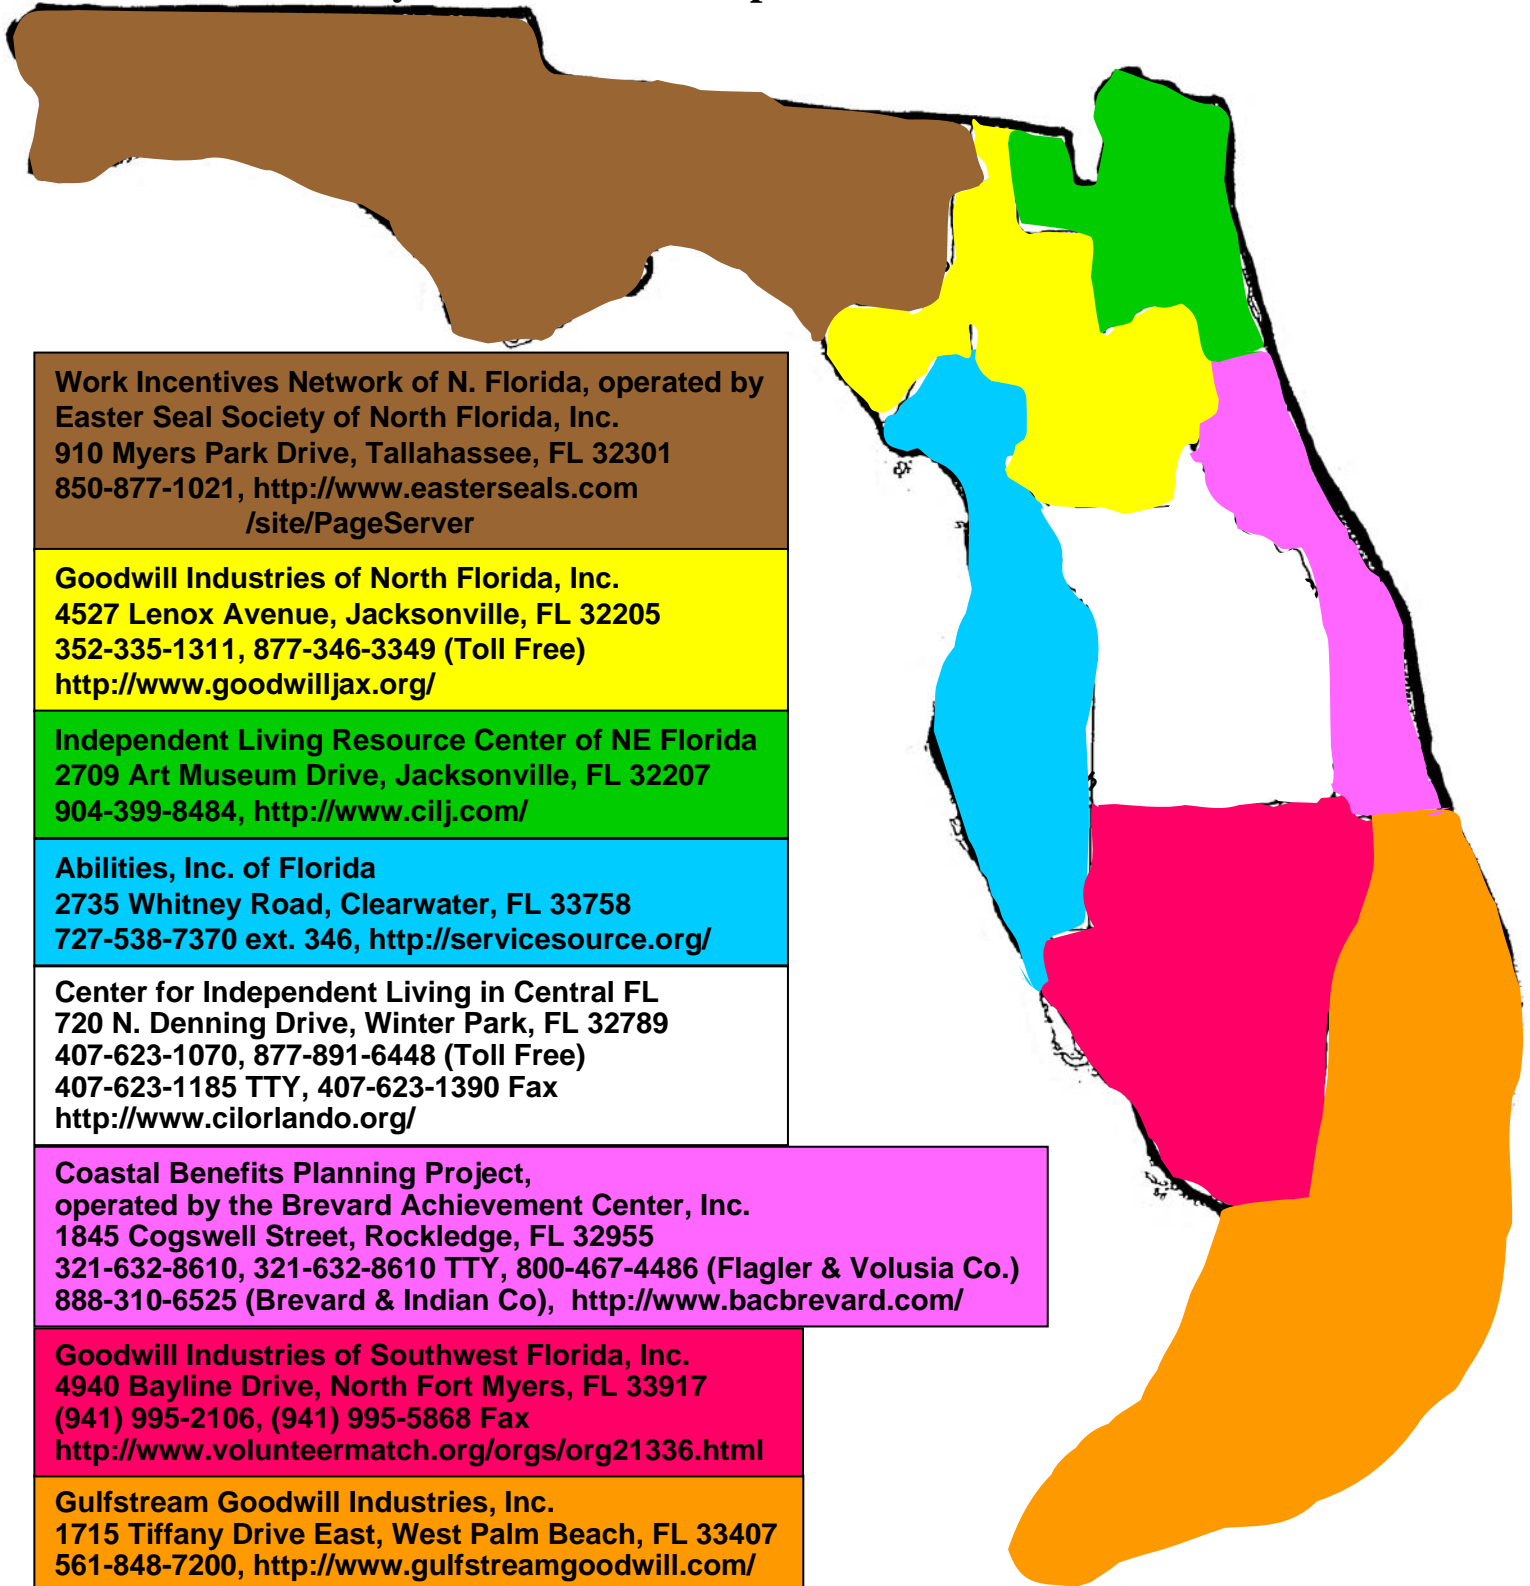 Work Incentives Network of N. Florida, operated by
Easter Seal Society of North Florida, Inc.
910 Myers Park Drive, Tallahassee, FL 32301
850-877-1021, http://www.easterseals.com
/site/PageServer
Goodwill Industries of North Florida, Inc.
4527 Lenox Avenue, Jacksonville, FL 32205
352-335-1311, 877-346-3349 (Toll Free)
http://www.goodwilljax.org/
Independent Living Resource Center of NE Florida
2709 Art Museum Drive, Jacksonville, FL 32207
904-399-8484, http://www.cilj.com/
Abilities, Inc. of Florida
2735 Whitney Road, Clearwater, FL 33758
727-538-7370 ext. 346, http://servicesource.org/
Center for Independent Living in Central FL
720 N. Denning Drive, Winter Park, FL 32789
407-623-1070, 877-891-6448 (Toll Free)
407-623-1185 TTY, 407-623-1390 Fax
http://www.cilorlando.org/
Coastal Benefits Planning Project,
operated by the Brevard Achievement Center, Inc.
1845 Cogswell Street, Rockledge, FL 32955
321-632-8610, 321-632-8610 TTY, 800-467-4486 (Flagler & Volusia Co.)
888-310-6525 (Brevard & Indian Co), http://www.bacbrevard.com/
Goodwill Industries of Southwest Florida, Inc.
4940 Bayline Drive, North Fort Myers, FL 33917
(941) 995-2106, (941) 995-5868 Fax
http://www.volunteermatch.org/orgs/org21336.html
Gulfstream Goodwill Industries, Inc.
1715 Tiffany Drive East, West Palm Beach, FL 33407
561-848-7200, http://www.gulfstreamgoodwill.com/